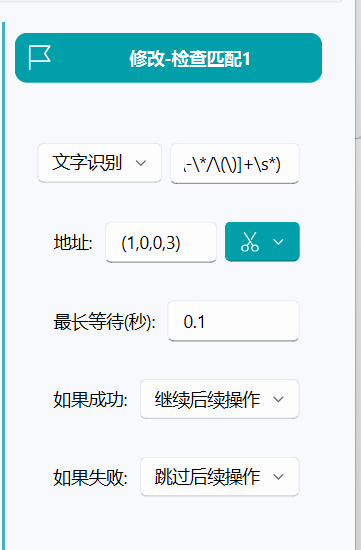 修改-检查匹配1
文字识别 -\*/\(\)]+\s*)
地址: (1,0,0,3)
最长等待(秒): 0.1
如果成功: 继续后续操作
如果失败: 跳过后续操作